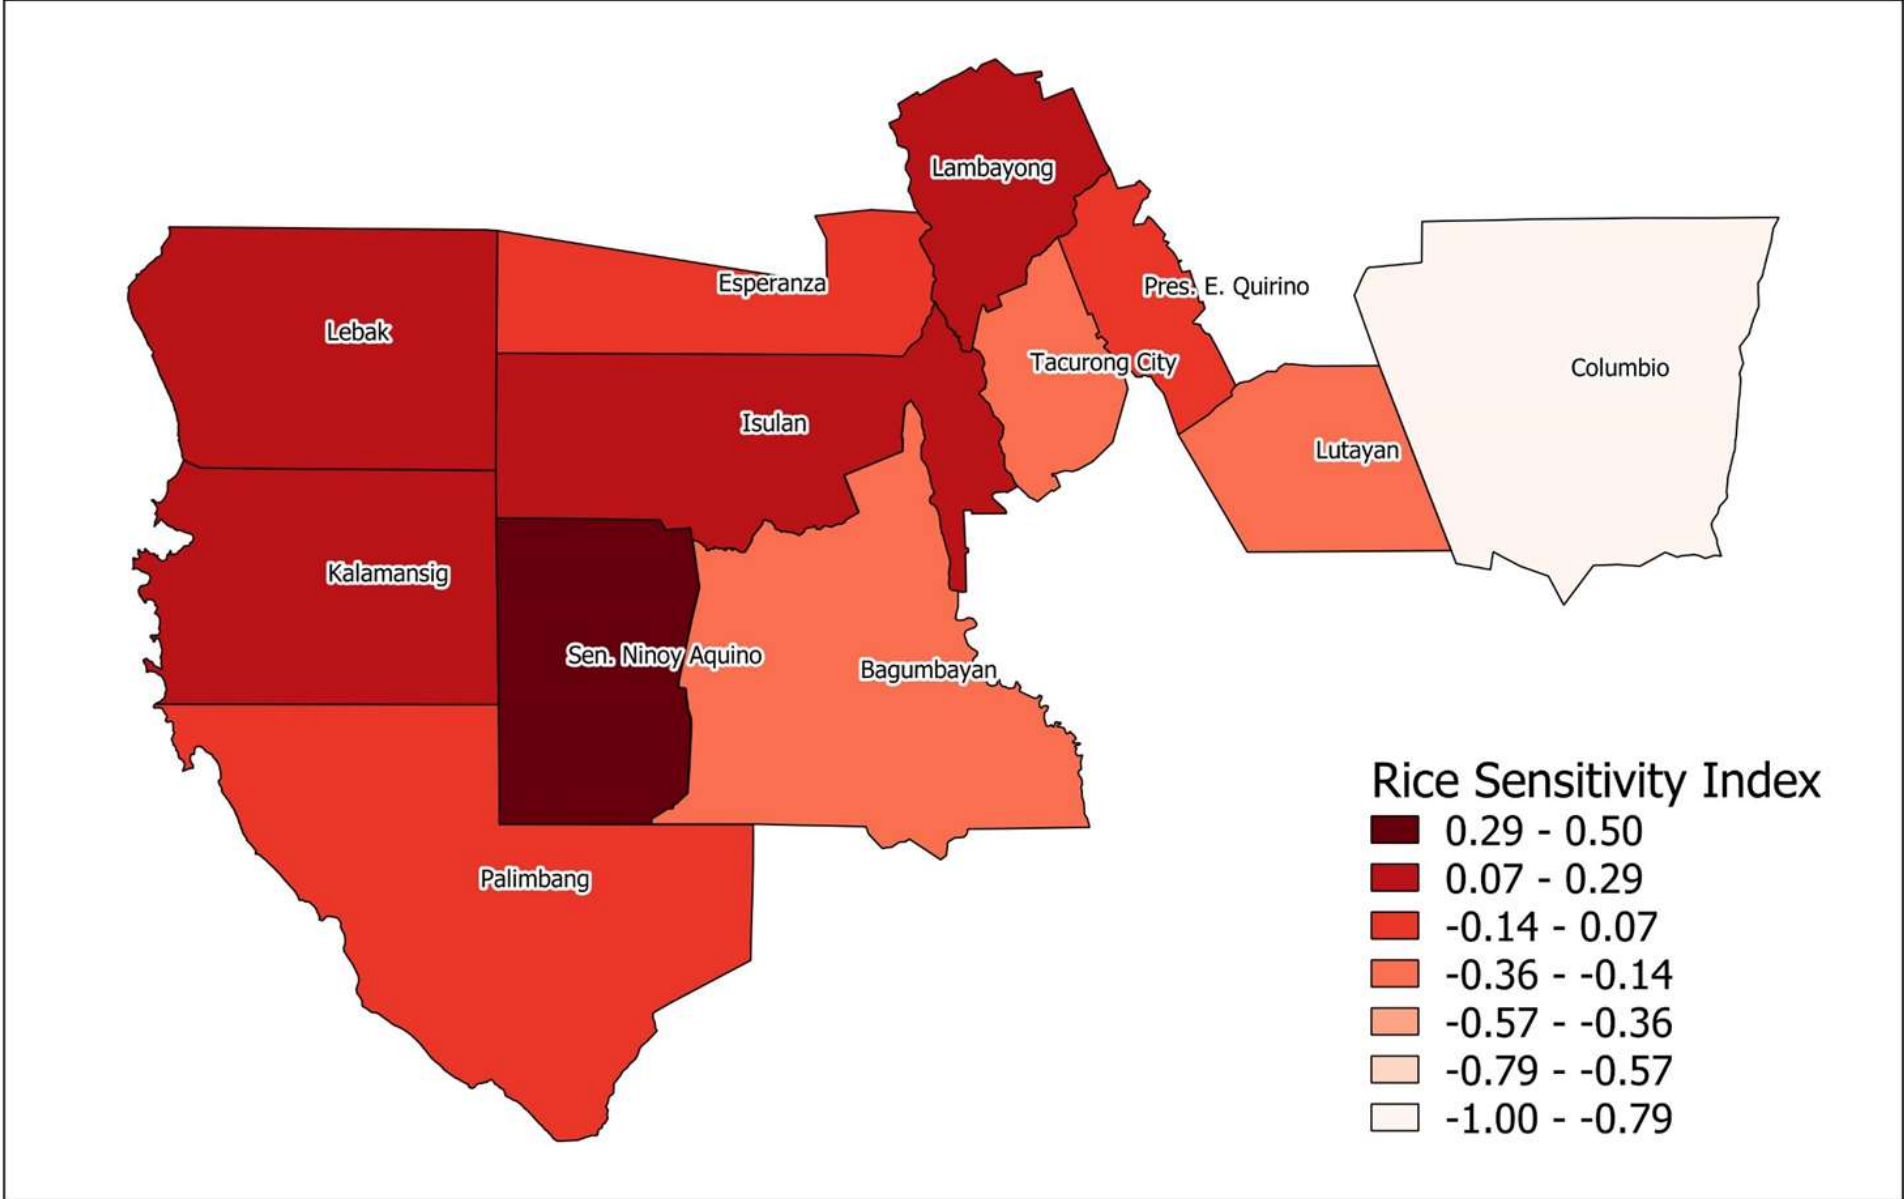 Lambayong
Esperanza
Pres. E. Quirino
Lebak
Tacurong City
Columbio
Isulan
Lutayan
Kalamansig
Sen. Ninoy Aquino
Bagumbayan
Palimbang
Rice Sensitivity Index
0.29 - 0.50
0.07 - 0.29
-0.14 - 0.07
-0.36 - -0.14
-0.57 - -0.36
-0.79 - -0.57
-1.00 - -0.79